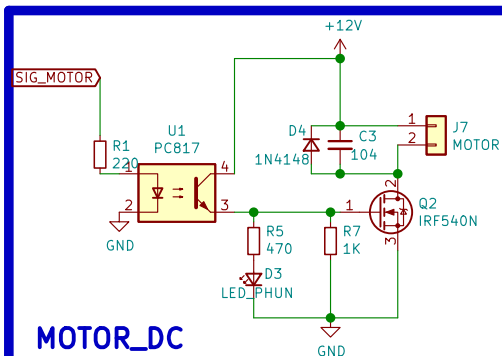 +12V
SIG_MOTOR
U1
PC817
R1
220
1
2
4
3
GND
D4
1N4148
C3
104
1
2
J7
MOTOR
2
Q2
IRF540N
1
3
R5
470
R7
1K
D3
LED_PHUN
GND
MOTOR_DC